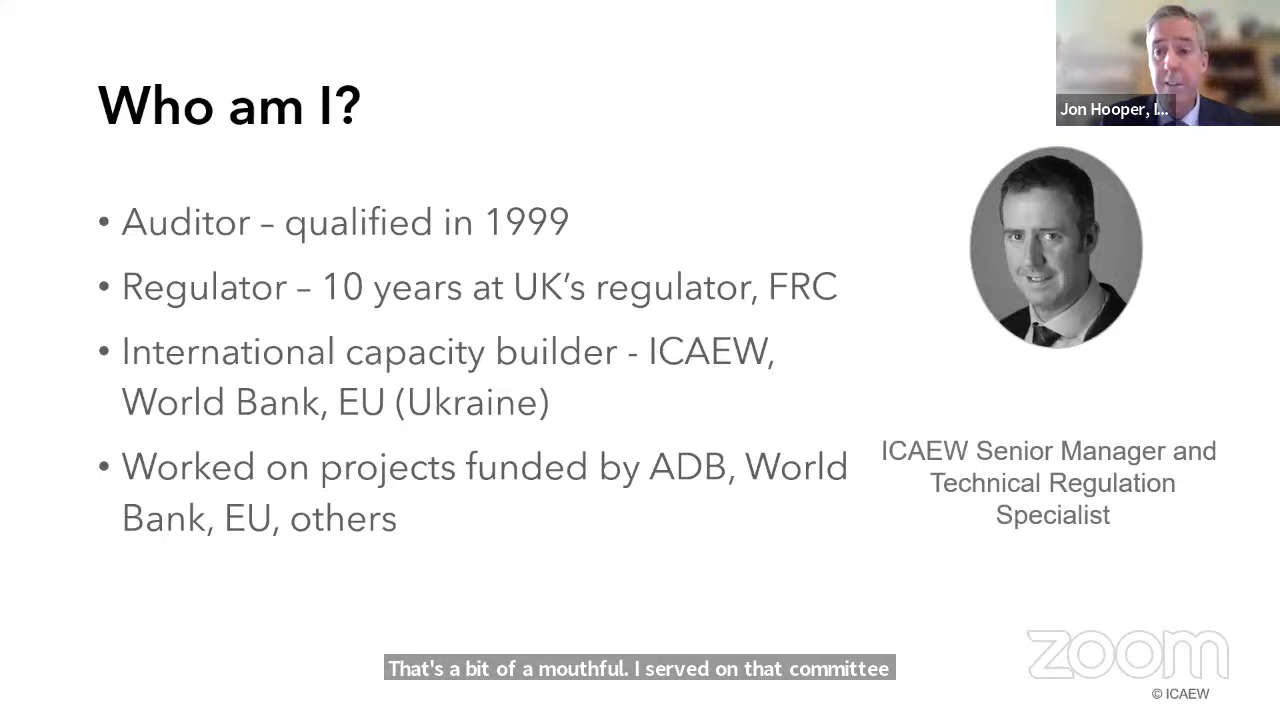 Who am I?
Jon Hooper, I...
• Auditor – qualified in 1999
• Regulator – 10 years at UK's regulator, FRC
• International capacity builder - ICAEW,
World Bank, EU (Ukraine)
• Worked on projects funded by ADB, World
Bank, EU, others
ICAEW Senior Manager and
Technical Regulation
Specialist
That's a bit of a mouthful. I served on that committee
zoom
© ICAEW